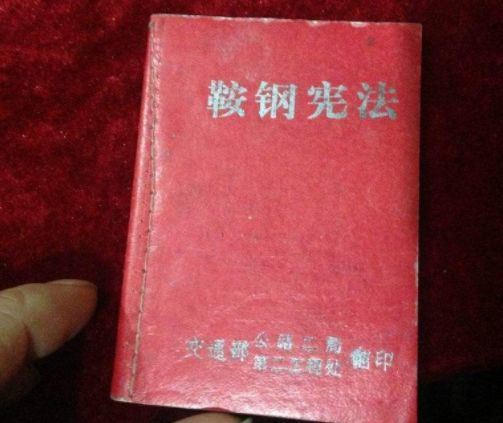 鞍钢宪法
交通部 公路二局 翻印
第二工程处